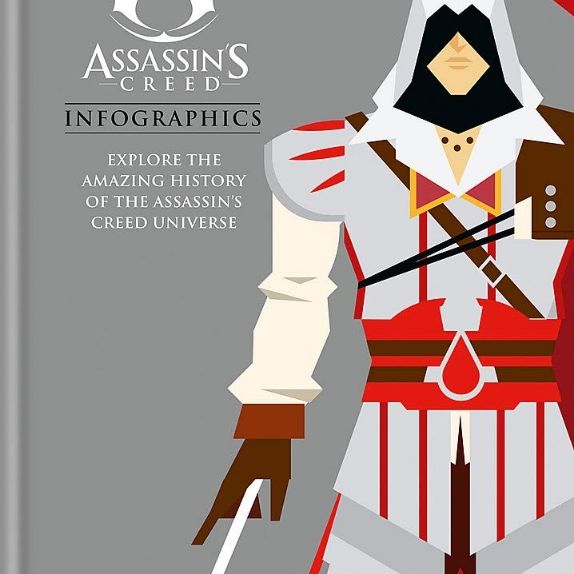 ASSASSIN'S
CREED
INFOGRAPHICS
EXPLORE THE
AMAZING HISTORY
OF THE ASSASSIN'S
CREED UNIVERSE